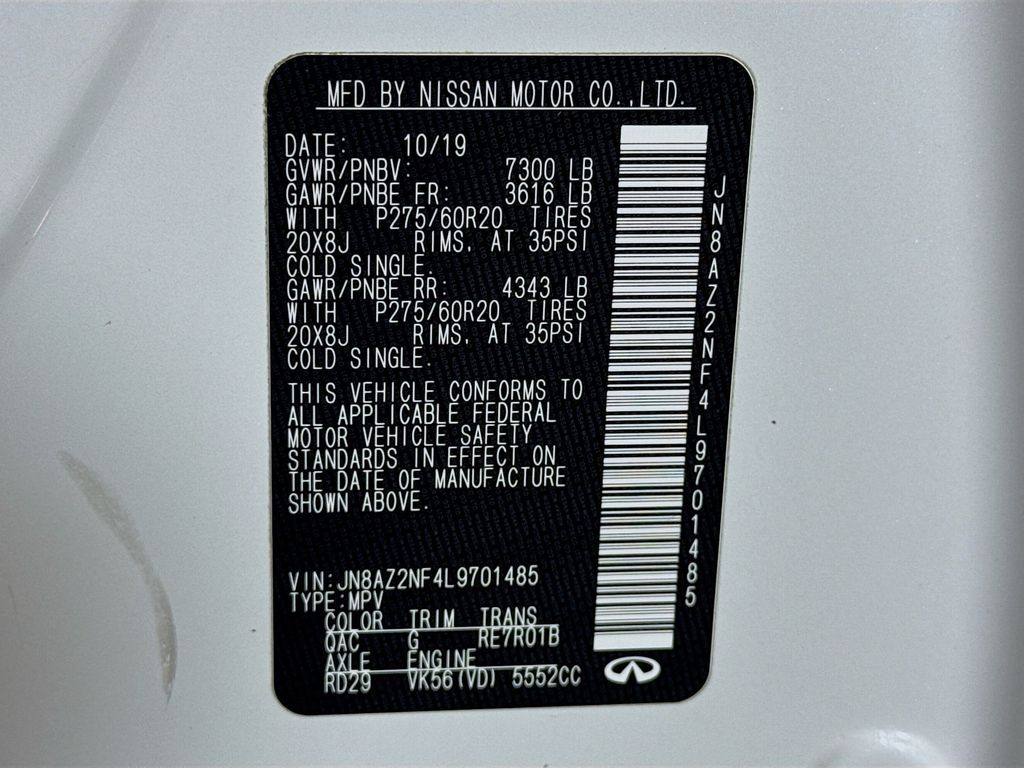 MFD BY NISSAN MOTOR CO.,LTD.
DATE: 10/19
GVWR/PNBV: 7300 LB
GAWR/PNBE FR: 3616 LB
WITH P275/60R20 TIRES
20X8J RIMS, AT 35PSI
COLD SINGLE.
GAWR/PNBE RR: 4343 LB
WITH P275/60R20 TIRES
20X8J RIMS, AT 35PSI
COLD SINGLE.
THIS VEHICLE CONFORMS TO
ALL APPLICABLE FEDERAL
MOTOR VEHICLE SAFETY
STANDARDS IN EFFECT ON
THE DATE OF MANUFACTURE
SHOWN ABOVE.
VIN:JN8AZ2NF4L9701485
TYPE:MPV
COLOR TRIM TRANS
QAC G RE7R01B
AXLE ENGINE
RD29 VK56(VD) 5552CC
JN8AZ2NF4L9701485